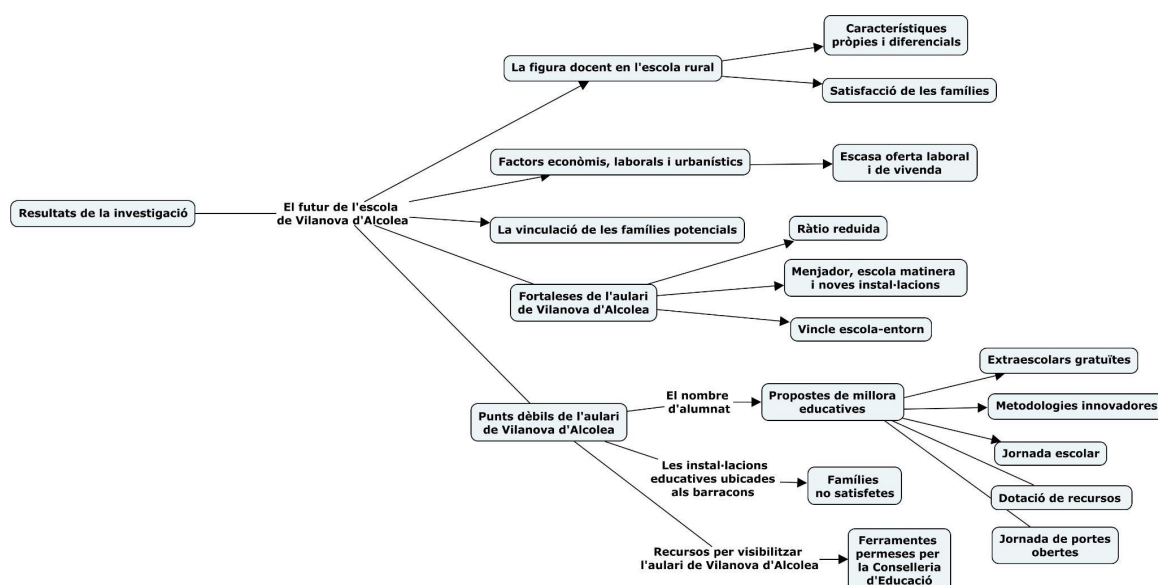 Característiques
pròpies i diferencials
La figura docent en l'escola rural
Satisfacció de les famílies
Factors econòmis, laborals i urbanístics
Escasa oferta laboral
i de vivenda
Resultats de la investigació
El futur de l'escola
de Vilanova d'Alcolea
La vinculació de les famílies potencials
Ràtio reduida
Fortaleses de l'aulari
de Vilanova d'Alcolea
Menjador, escola matinera
i noves instal·lacions
Vincle escola-entorn
Punts dèbils de l'aulari
de Vilanova d'Alcolea
El nombre
d'alumnat
Propostes de millora
educatives
Extraescolars gratuïtes
Metodologies innovadores
Jornada escolar
Dotació de recursos
Jornada de portes
obertes
Les instal·lacions
educatives ubicades
als barracons
Famílies
no satisfetes
Recursos per visibilitzar
l'aulari de Vilanova d'Alcolea
Ferramentes
permeses per
la Conselleria
d'Educació